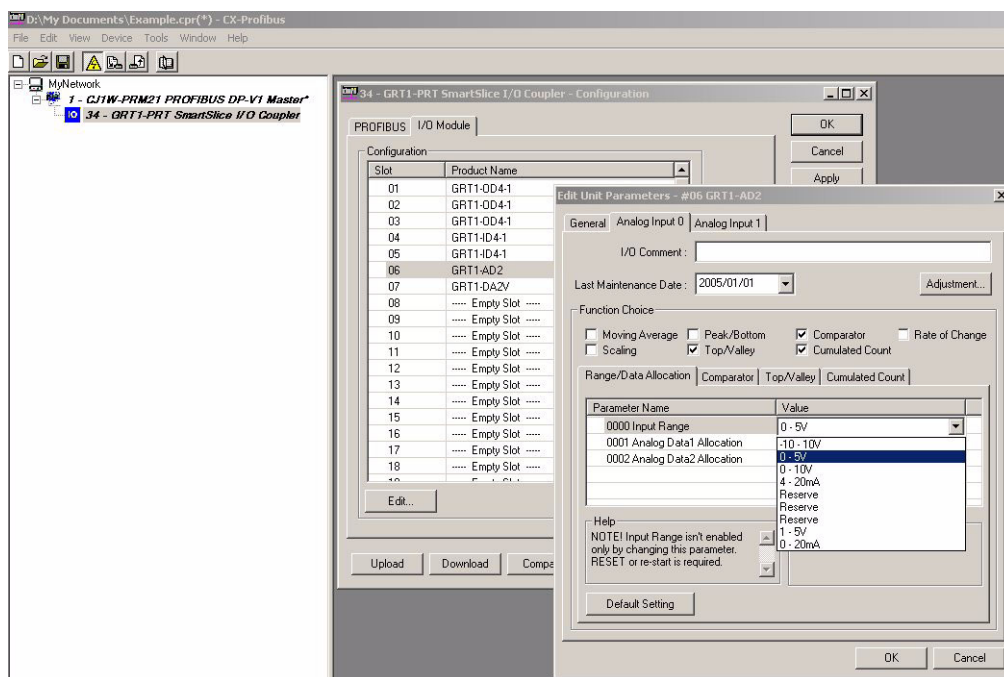 D:\My Documents\Example.cpr(*) - CX-Profibus
File Edit View Device Tools Window Help
MyNetwork
1 - CJ1W-PRM21 PROFIBUS DP-V1 Master*
34 - GRT1-PRT SmartSlice I/O Coupler
34 - GRT1-PRT SmartSlice I/O Coupler - Configuration
PROFIBUS I/O Module
OK
Cancel
Apply
Configuration
Slot Product Name
01 GRT1-OD4-1
02 GRT1-OD4-1
03 GRT1-OD4-1
04 GRT1-ID4-1
05 GRT1-ID4-1
06 GRT1-AD2
07 GRT1-DA2V
08 ----- Empty Slot -----
09 ----- Empty Slot -----
10 ----- Empty Slot -----
11 ----- Empty Slot -----
12 ----- Empty Slot -----
13 ----- Empty Slot -----
14 ----- Empty Slot -----
15 ----- Empty Slot -----
16 ----- Empty Slot -----
17 ----- Empty Slot -----
18 ----- Empty Slot -----
Edit...
Upload Download
Edit Unit Parameters - #06 GRT1-AD2
General Analog Input 0 Analog Input 1
I/O Comment :
Last Maintenance Date : 2005/01/01 Adjustment...
Function Choice
Moving Average Peak/Bottom Comparator Rate of Change
Scaling Top/Valley Cumulated Count
Range/Data Allocation Comparator Top/Valley Cumulated Count
Parameter Name Value
0000 Input Range 0 - 5V
0001 Analog Data1 Allocation
0002 Analog Data2 Allocation
-10 - 10V
0 - 5V
0 - 10V
4 - 20mA
Reserve
Reserve
Reserve
1 - 5V
0 - 20mA
Help
NOTE! Input Range isn't enabled
only by changing this parameter.
RESET or re-start is required.
Default Setting
OK Cancel